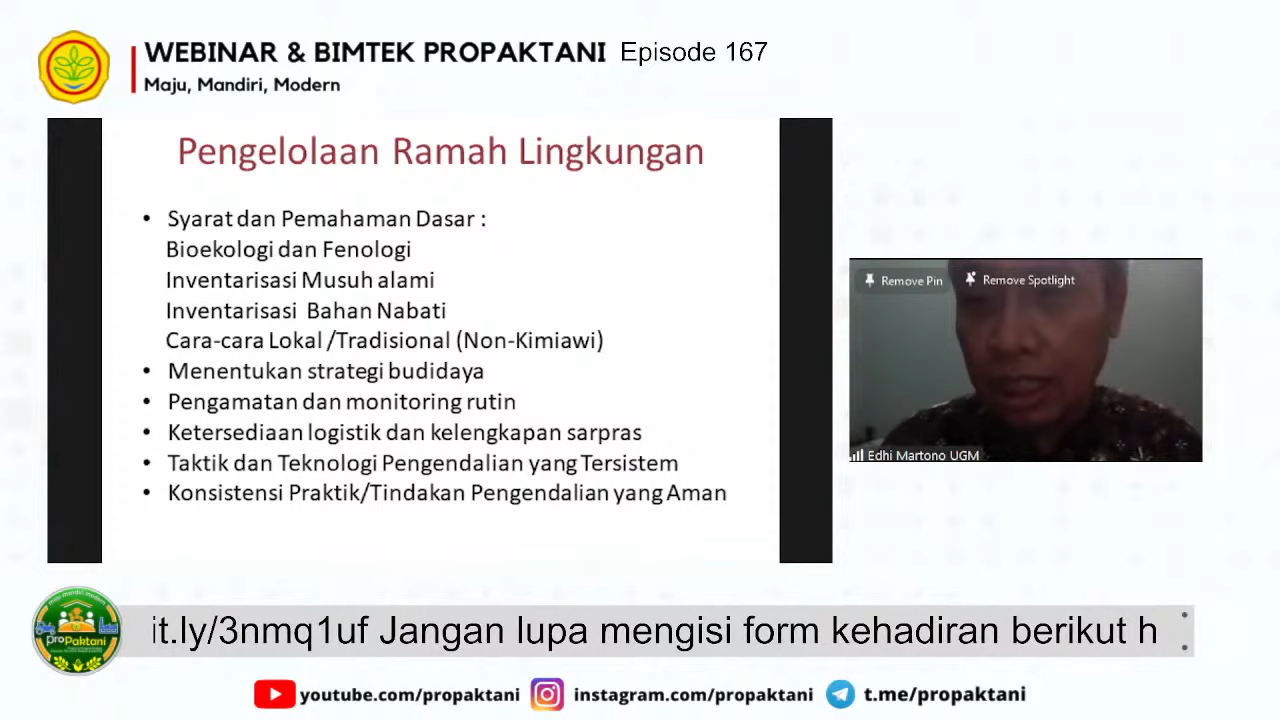 WEBINAR & BIMTEK PROPAKTANI Episode 167
Maju, Mandiri, Modern
Pengelolaan Ramah Lingkungan
• Syarat dan Pemahaman Dasar :
Bioekologi dan Fenologi
Inventarisasi Musuh alami
Inventarisasi Bahan Nabati
Cara-cara Lokal /Tradisional (Non-Kimiawi)
• Menentukan strategi budidaya
• Pengamatan dan monitoring rutin
• Ketersediaan logistik dan kelengkapan sarpras
• Taktik dan Teknologi Pengendalian yang Tersistem
• Konsistensi Praktik/Tindakan Pengendalian yang Aman
Remove Pin Remove Spotlight
Edhi Martono UGM
proPaktani
it.ly/3nmq1uf Jangan lupa mengisi form kehadiran berikut h
youtube.com/propaktani instagram.com/propaktani t.me/propaktani